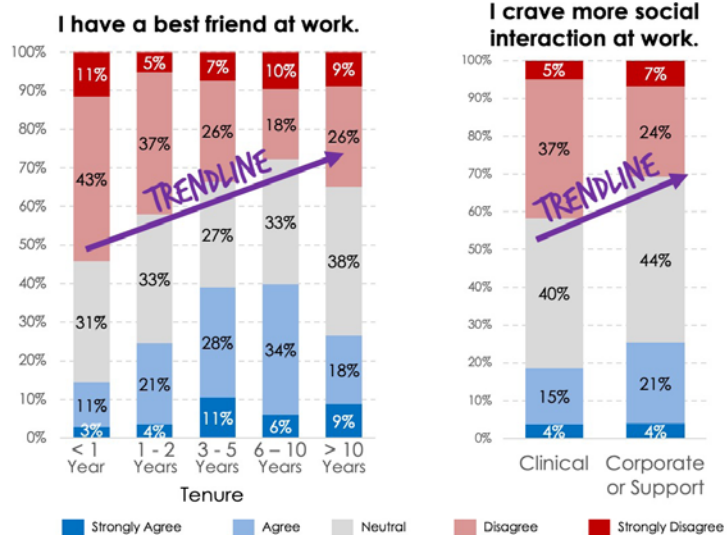 I have a best friend at work.
100%
90%
80%
70%
60%
50%
40%
30%
20%
10%
0%
11%
43%
31%
11%
3%
5%
37%
33%
21%
4%
7%
26%
27%
28%
11%
10%
18%
33%
34%
6%
9%
26%
38%
18%
9%
TRENDLINE
< 1
Year
1 - 2
Years
3 - 5
Years
6 – 10
Years
> 10
Years
Tenure
I crave more social
interaction at work.
100%
90%
80%
70%
60%
50%
40%
30%
20%
10%
0%
5%
37%
40%
15%
4%
7%
24%
44%
21%
4%
TRENDLINE
Clinical
Corporate
or Support
Strongly Agree
Agree
Neutral
Disagree
Strongly Disagree